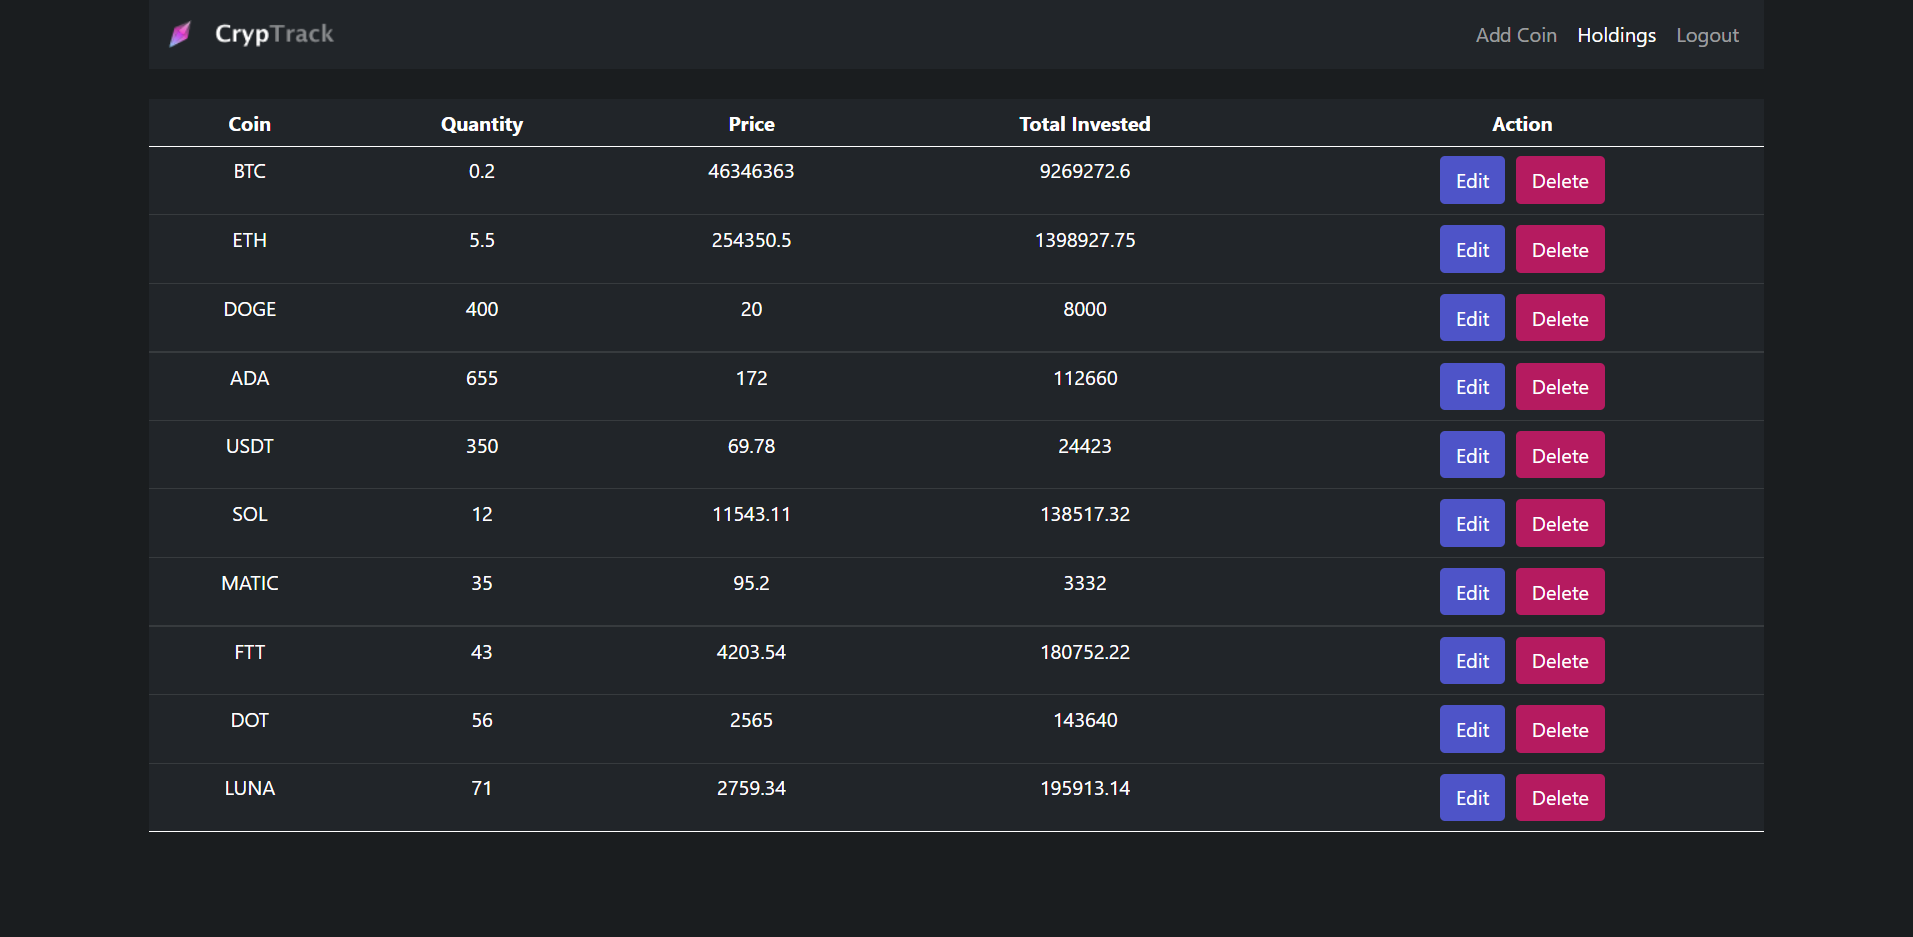 CrypTrack Add Coin Holdings Logout
Coin Quantity Price Total Invested Action
BTC 0.2 46346363 9269272.6 Edit Delete
ETH 5.5 254350.5 1398927.75 Edit Delete
DOGE 400 20 8000 Edit Delete
ADA 655 172 112660 Edit Delete
USDT 350 69.78 24423 Edit Delete
SOL 12 11543.11 138517.32 Edit Delete
MATIC 35 95.2 3332 Edit Delete
FTT 43 4203.54 180752.22 Edit Delete
DOT 56 2565 143640 Edit Delete
LUNA 71 2759.34 195913.14 Edit Delete